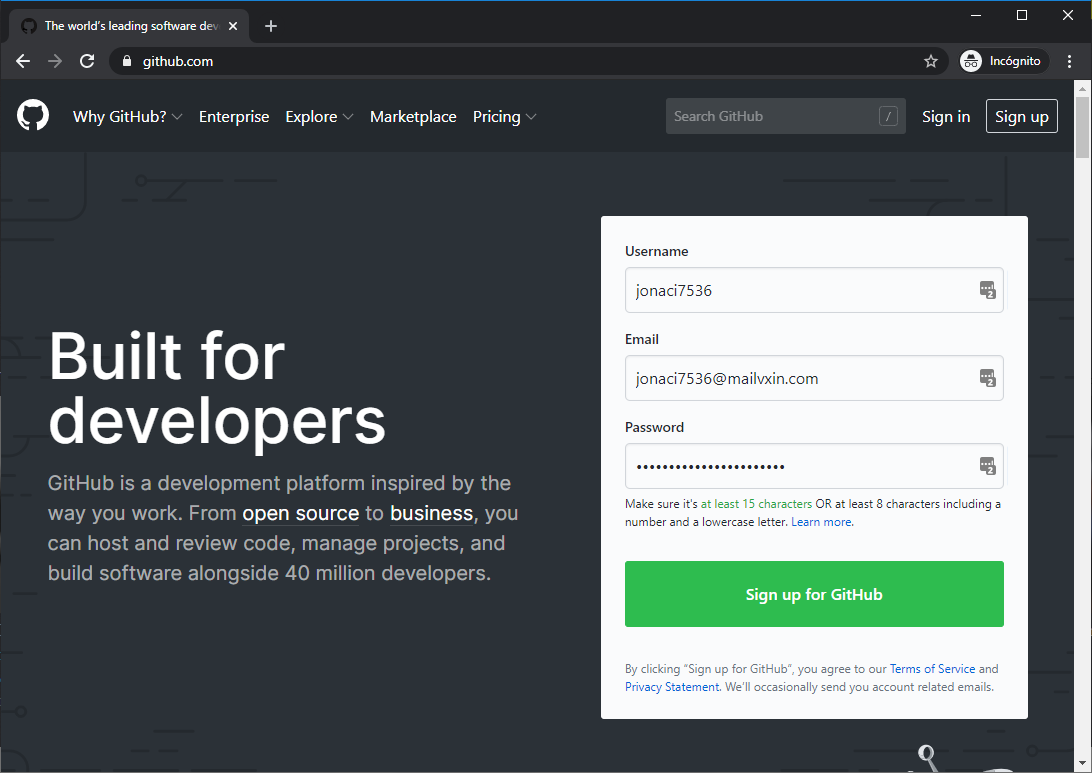 The world's leading software dev
github.com
Incógnito
Why GitHub?
Enterprise
Explore
Marketplace
Pricing
Search GitHub
/
Sign in
Sign up
Built for
developers
GitHub is a development platform inspired by the
way you work. From open source to business, you
can host and review code, manage projects, and
build software alongside 40 million developers.
Username
jonaci7536
2
Email
jonaci7536@mailvxin.com
2
Password
•••••••••••••••••••••••
2
Make sure it's at least 15 characters OR at least 8 characters including a
number and a lowercase letter. Learn more.
Sign up for GitHub
By clicking “Sign up for GitHub”, you agree to our Terms of Service and
Privacy Statement. We’ll occasionally send you account related emails.